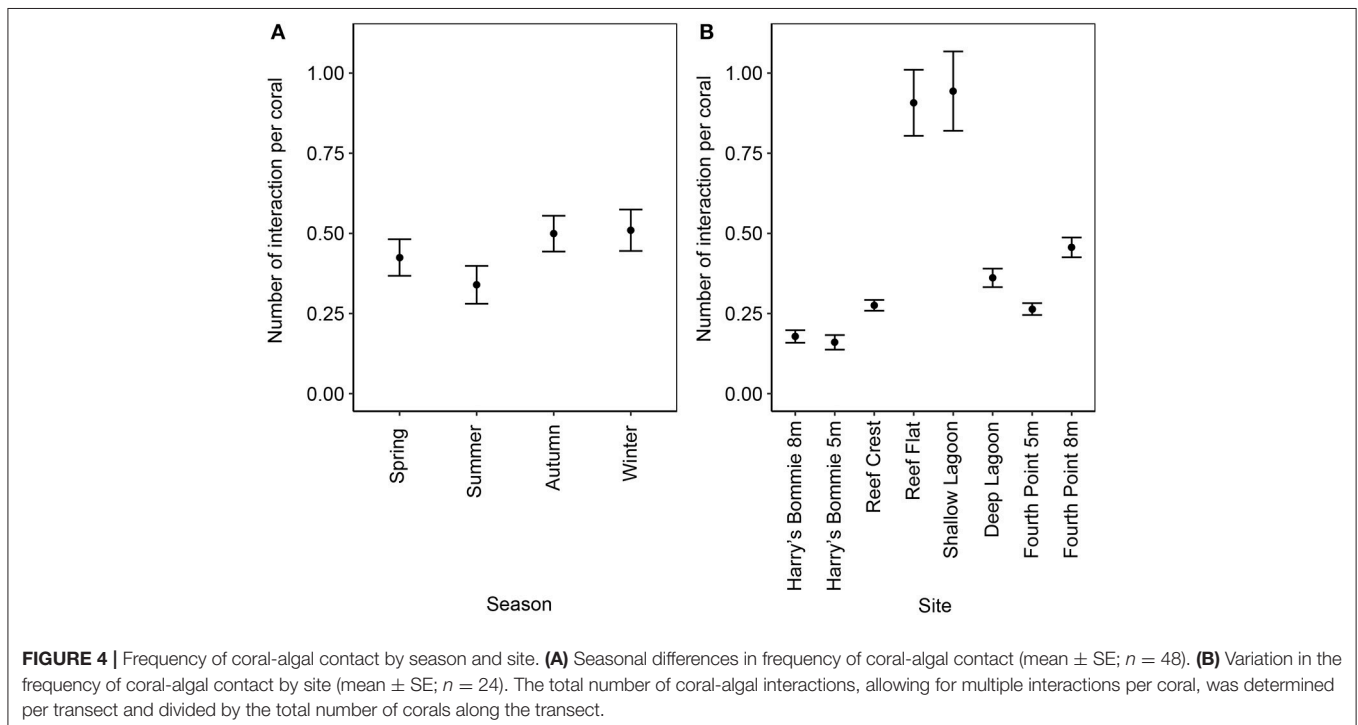 A
Number of interaction per coral
1.00
0.75
0.50
0.25
0.00
Spring
Summer
Autumn
Winter
Season
B
Number of interaction per coral
1.00
0.75
0.50
0.25
0.00
Harry's Bommie 8m
Harry's Bommie 5m
Reef Crest
Reef Flat
Shallow Lagoon
Deep Lagoon
Fourth Point 5m
Fourth Point 8m
Site
FIGURE 4 | Frequency of coral-algal contact by season and site. (A) Seasonal differences in frequency of coral-algal contact (mean ± SE; n = 48). (B) Variation in the
frequency of coral-algal contact by site (mean ± SE; n = 24). The total number of coral-algal interactions, allowing for multiple interactions per coral, was determined
per transect and divided by the total number of corals along the transect.